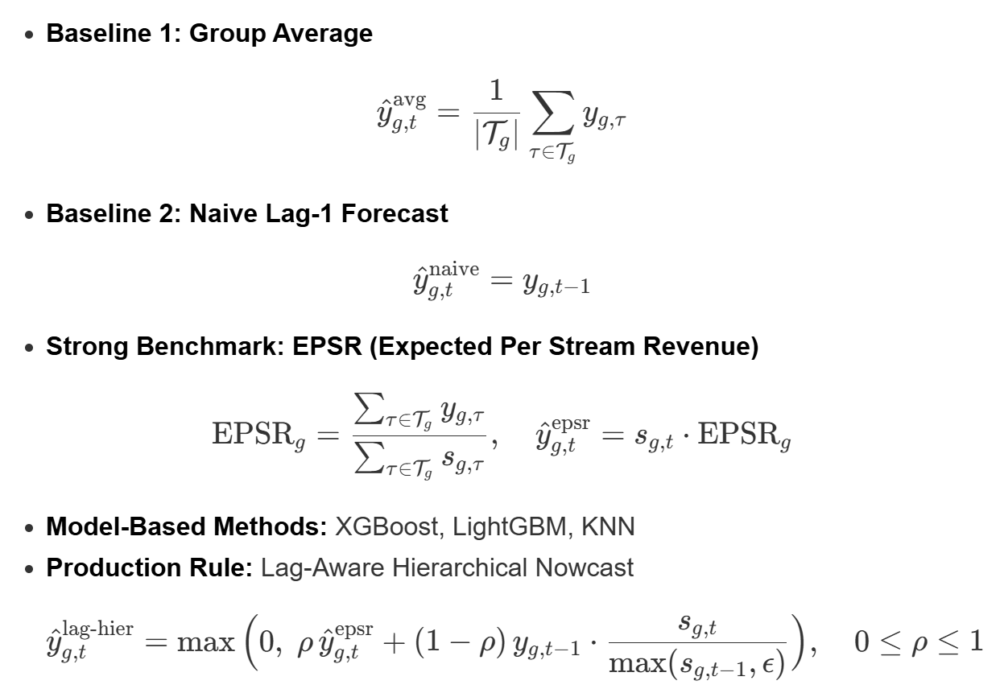 • Baseline 1: Group Average
$$\hat{y}_{g,t}^{\text{avg}} = \frac{1}{|\mathcal{T}_g|} \sum_{\tau \in \mathcal{T}_g} y_{g,\tau}$$
• Baseline 2: Naive Lag-1 Forecast
$$\hat{y}_{g,t}^{\text{naive}} = y_{g,t-1}$$
• Strong Benchmark: EPSR (Expected Per Stream Revenue)
$$\text{EPSR}_g = \frac{\sum_{\tau \in \mathcal{T}_g} y_{g,\tau}}{\sum_{\tau \in \mathcal{T}_g} s_{g,\tau}}, \quad \hat{y}_{g,t}^{\text{epsr}} = s_{g,t} \cdot \text{EPSR}_g$$
• Model-Based Methods: XGBoost, LightGBM, KNN
• Production Rule: Lag-Aware Hierarchical Nowcast
$$\hat{y}_{g,t}^{\text{lag-hier}} = \max\left(0, \rho\, \hat{y}_{g,t}^{\text{epsr}} + (1-\rho)\, y_{g,t-1} \cdot \frac{s_{g,t}}{\max(s_{g,t-1}, \epsilon)}\right), \quad 0 \leq \rho \leq 1$$